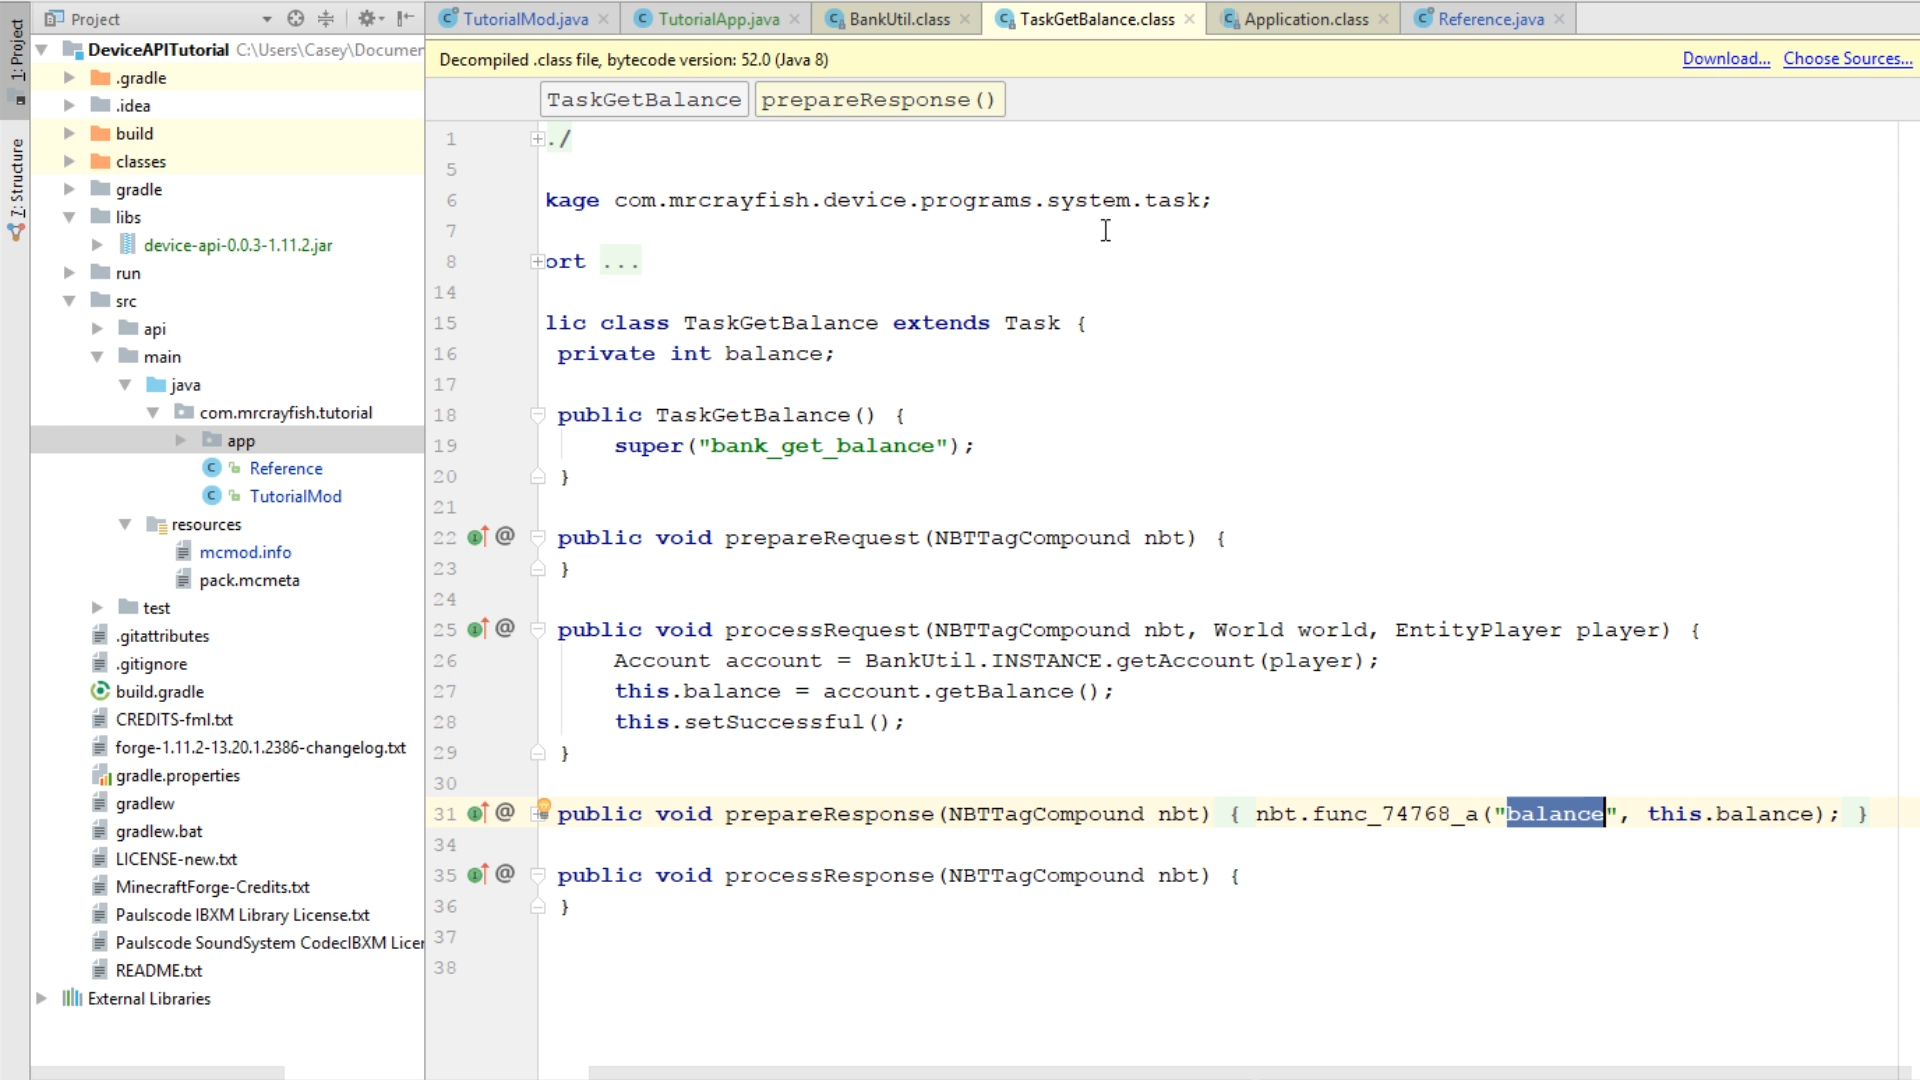 Project
TutorialMod.java
TutorialApp.java
BankUtil.class
TaskGetBalance.class
Application.class
Reference.java
1: Project
7: Structure
DeviceAPITutorial C:\Users\Casey\Documen
.gradle
.idea
build
classes
gradle
libs
device-api-0.0.3-1.11.2.jar
run
src
api
main
java
com.mrcrayfish.tutorial
app
Reference
TutorialMod
resources
mcmod.info
pack.mcmeta
test
.gitattributes
.gitignore
build.gradle
CREDITS-fml.txt
forge-1.11.2-13.20.1.2386-changelog.txt
gradle.properties
gradlew
gradlew.bat
LICENSE-new.txt
MinecraftForge-Credits.txt
Paulscode IBXM Library License.txt
Paulscode SoundSystem CodecIBXM Licer
README.txt
External Libraries
Decompiled .class file, bytecode version: 52.0 (Java 8)
Download... Choose Sources...
TaskGetBalance prepareResponse()
1 ./
5
6 kage com.mrcrayfish.device.programs.system.task;
7
8 ort ...
14
15 lic class TaskGetBalance extends Task {
16 private int balance;
17
18 public TaskGetBalance() {
19 super("bank_get_balance");
20 }
21
22 @ public void prepareRequest(NBTTagCompound nbt) {
23 }
24
25 @ public void processRequest(NBTTagCompound nbt, World world, EntityPlayer player) {
26 Account account = BankUtil.INSTANCE.getAccount(player);
27 this.balance = account.getBalance();
28 this.setSuccessful();
29 }
30
31 @ public void prepareResponse(NBTTagCompound nbt) { nbt.func_74768_a("balance", this.balance); }
34
35 @ public void processResponse(NBTTagCompound nbt) {
36 }
37
38